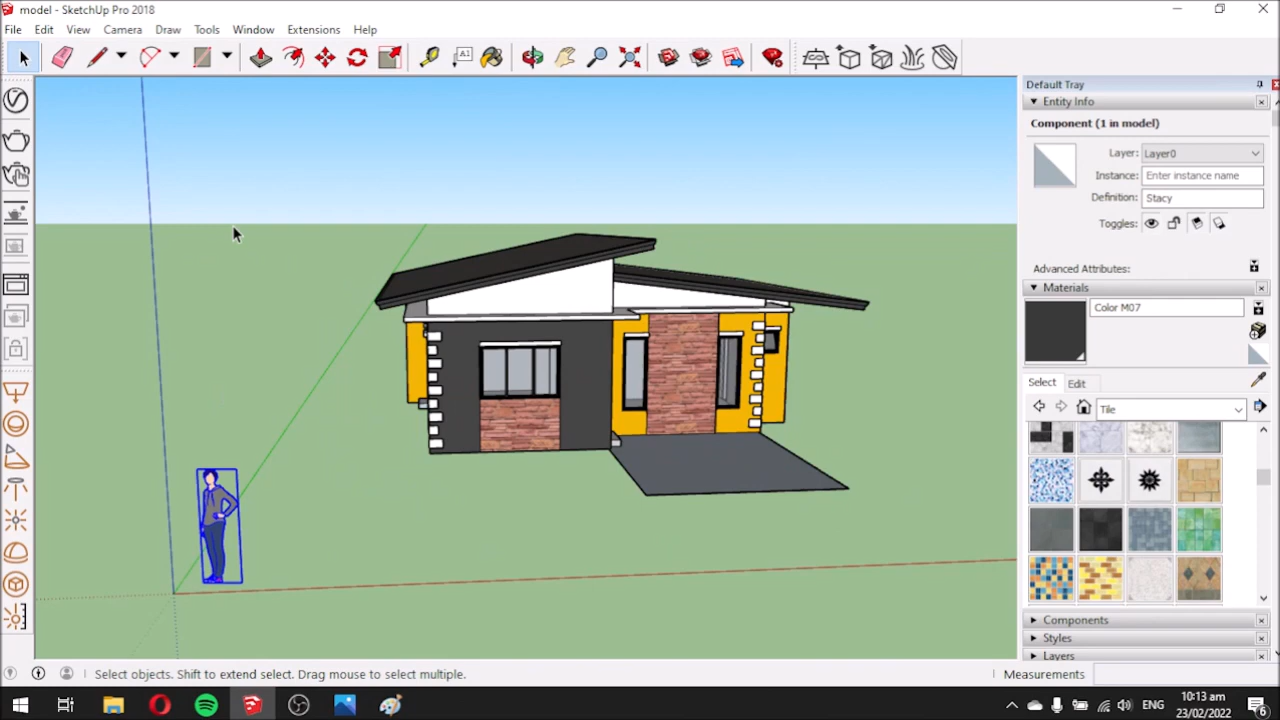 model - SketchUp Pro 2018
File Edit View Camera Draw Tools Window Extensions Help
A1
Default Tray
Entity Info
Component (1 in model)
Layer: Layer0
Instance: Enter instance name
Definition: Stacy
Toggles:
Advanced Attributes:
Materials
Color M07
Select Edit
Tile
Components
Styles
Layers
Select objects. Shift to extend select. Drag mouse to select multiple.
Measurements
ENG
10:13 am
23/02/2022
6